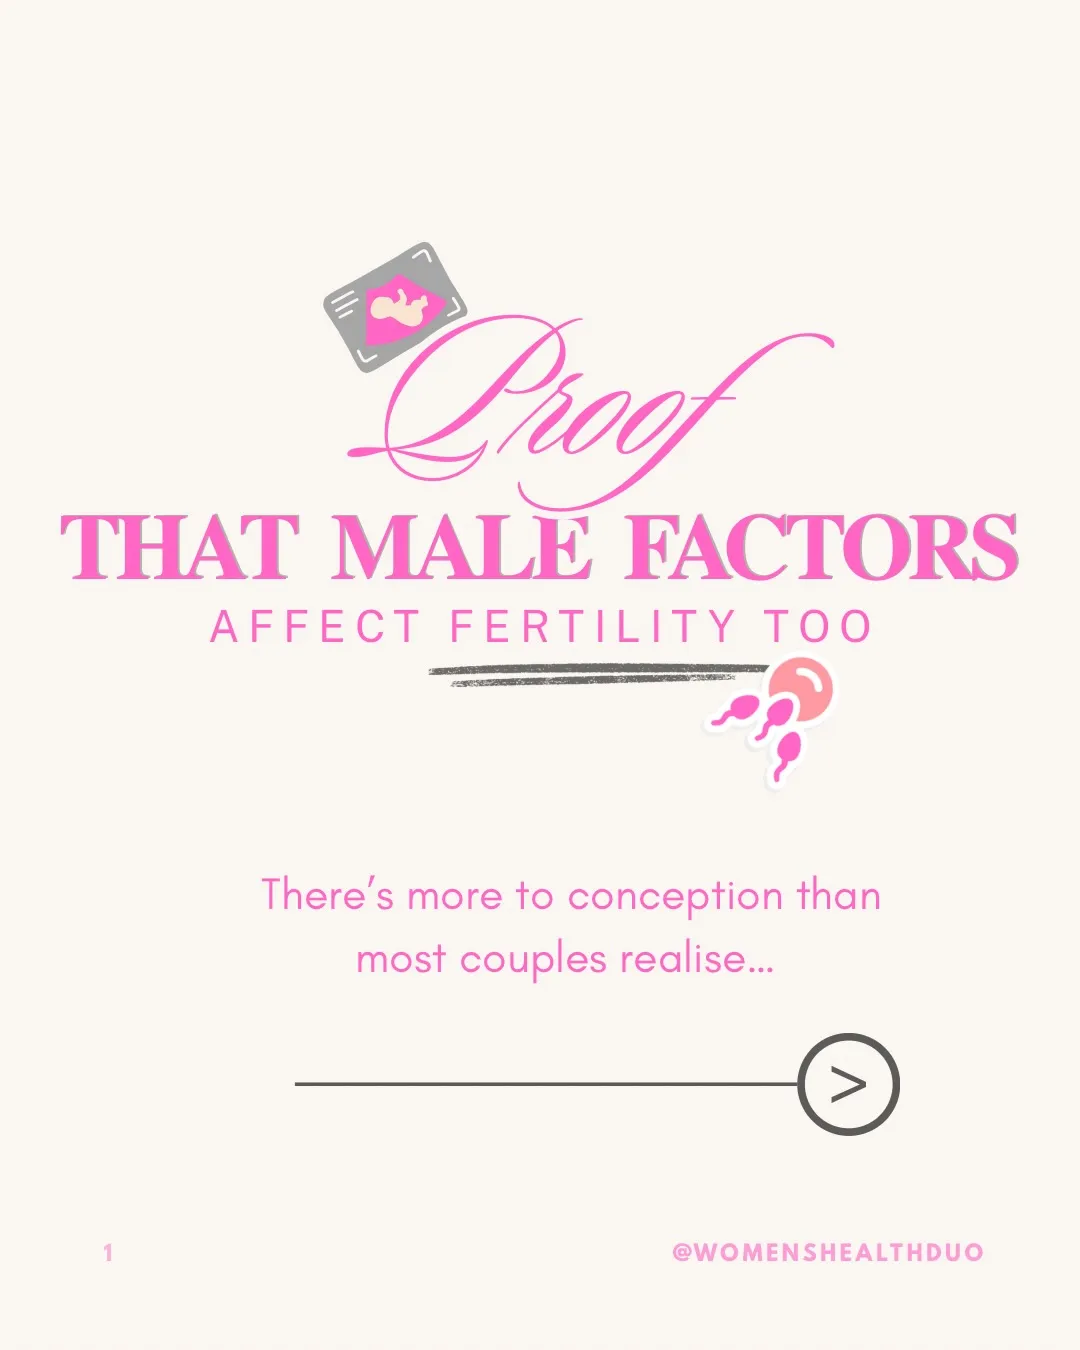 Proof
THAT MALE FACTORS
AFFECT FERTILITY TOO
There's more to conception than
most couples realise...
>
1
@WOMENSHEALTHDUO